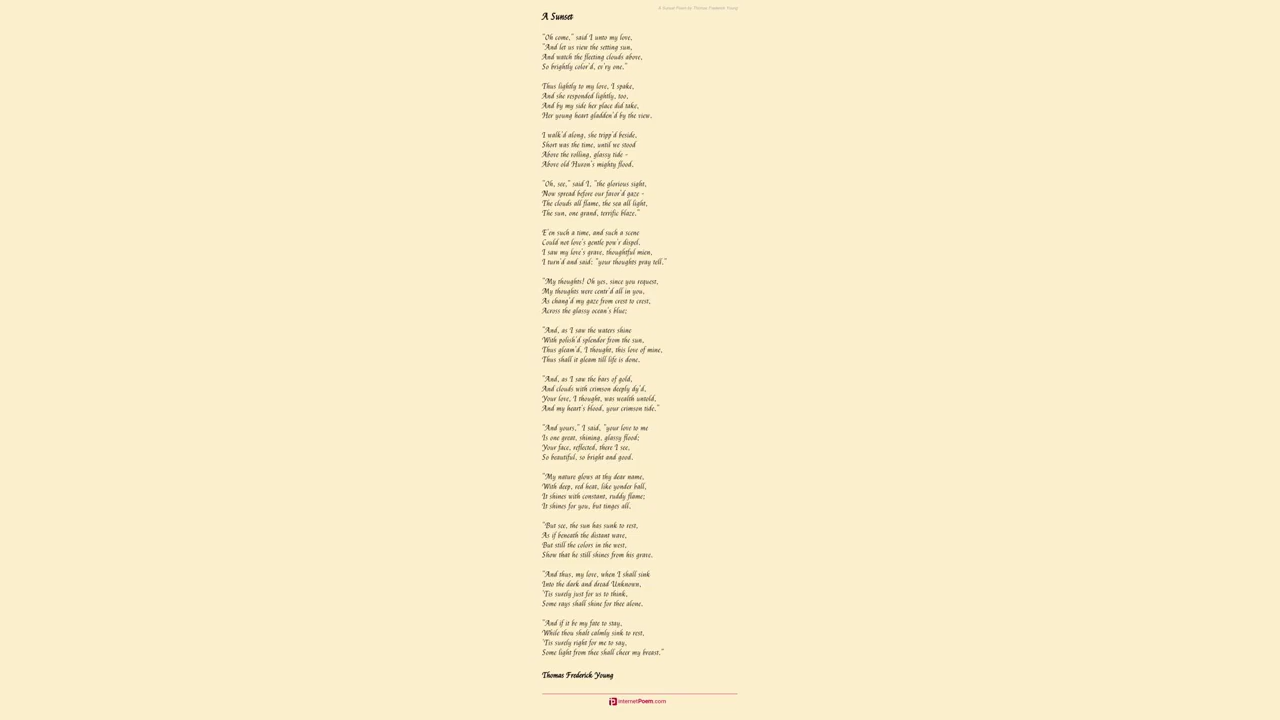 A Sunset Poem by Thomas Frederick Young
A Sunset
"Oh come," said I unto my love,
"And let us view the setting sun,
And watch the fleeting clouds above,
So brightly color'd, ev'ry one."
Thus lightly to my love, I spake,
And she responded lightly, too,
And by my side her place did take,
Her young heart gladden'd by the view.
I walk'd along, she tripp'd beside,
Short was the time, until we stood
Above the rolling, glassy tide -
Above old Huron's mighty flood.
"Oh, see," said I, "the glorious sight,
Now spread before our favor'd gaze -
The clouds all flame, the sea all light,
The sun, one grand, terrific blaze."
E'en such a time, and such a scene
Could not love's gentle pow'r dispel.
I saw my love's grave, thoughtful mien,
I turn'd and said: "your thoughts pray tell."
"My thoughts! Oh yes, since you request,
My thoughts were centr'd all in you,
As chang'd my gaze from crest to crest,
Across the glassy ocean's blue;
"And, as I saw the waters shine
With polish'd splendor from the sun,
Thus gleam'd, I thought, this love of mine,
Thus shall it gleam till life is done.
"And, as I saw the bars of gold,
And clouds with crimson deeply dy'd,
Your love, I thought, was wealth untold,
And my heart's blood, your crimson tide."
"And yours," I said, "your love to me
Is one great, shining, glassy flood;
Your face, reflected, there I see,
So beautiful, so bright and good.
"My nature glows at thy dear name,
With deep, red heat, like yonder ball,
It shines with constant, ruddy flame;
It shines for you, but tinges all.
"But see, the sun has sunk to rest,
As if beneath the distant wave,
But still the colors in the west,
Show that he still shines from his grave.
"And thus, my love, when I shall sink
Into the dark and dread Unknown,
'Tis surely just for us to think,
Some rays shall shine for thee alone.
"And if it be my fate to stay,
While thou shalt calmly sink to rest,
'Tis surely right for me to say,
Some light from thee shall cheer my breast."
Thomas Frederick Young
internetPoem.com